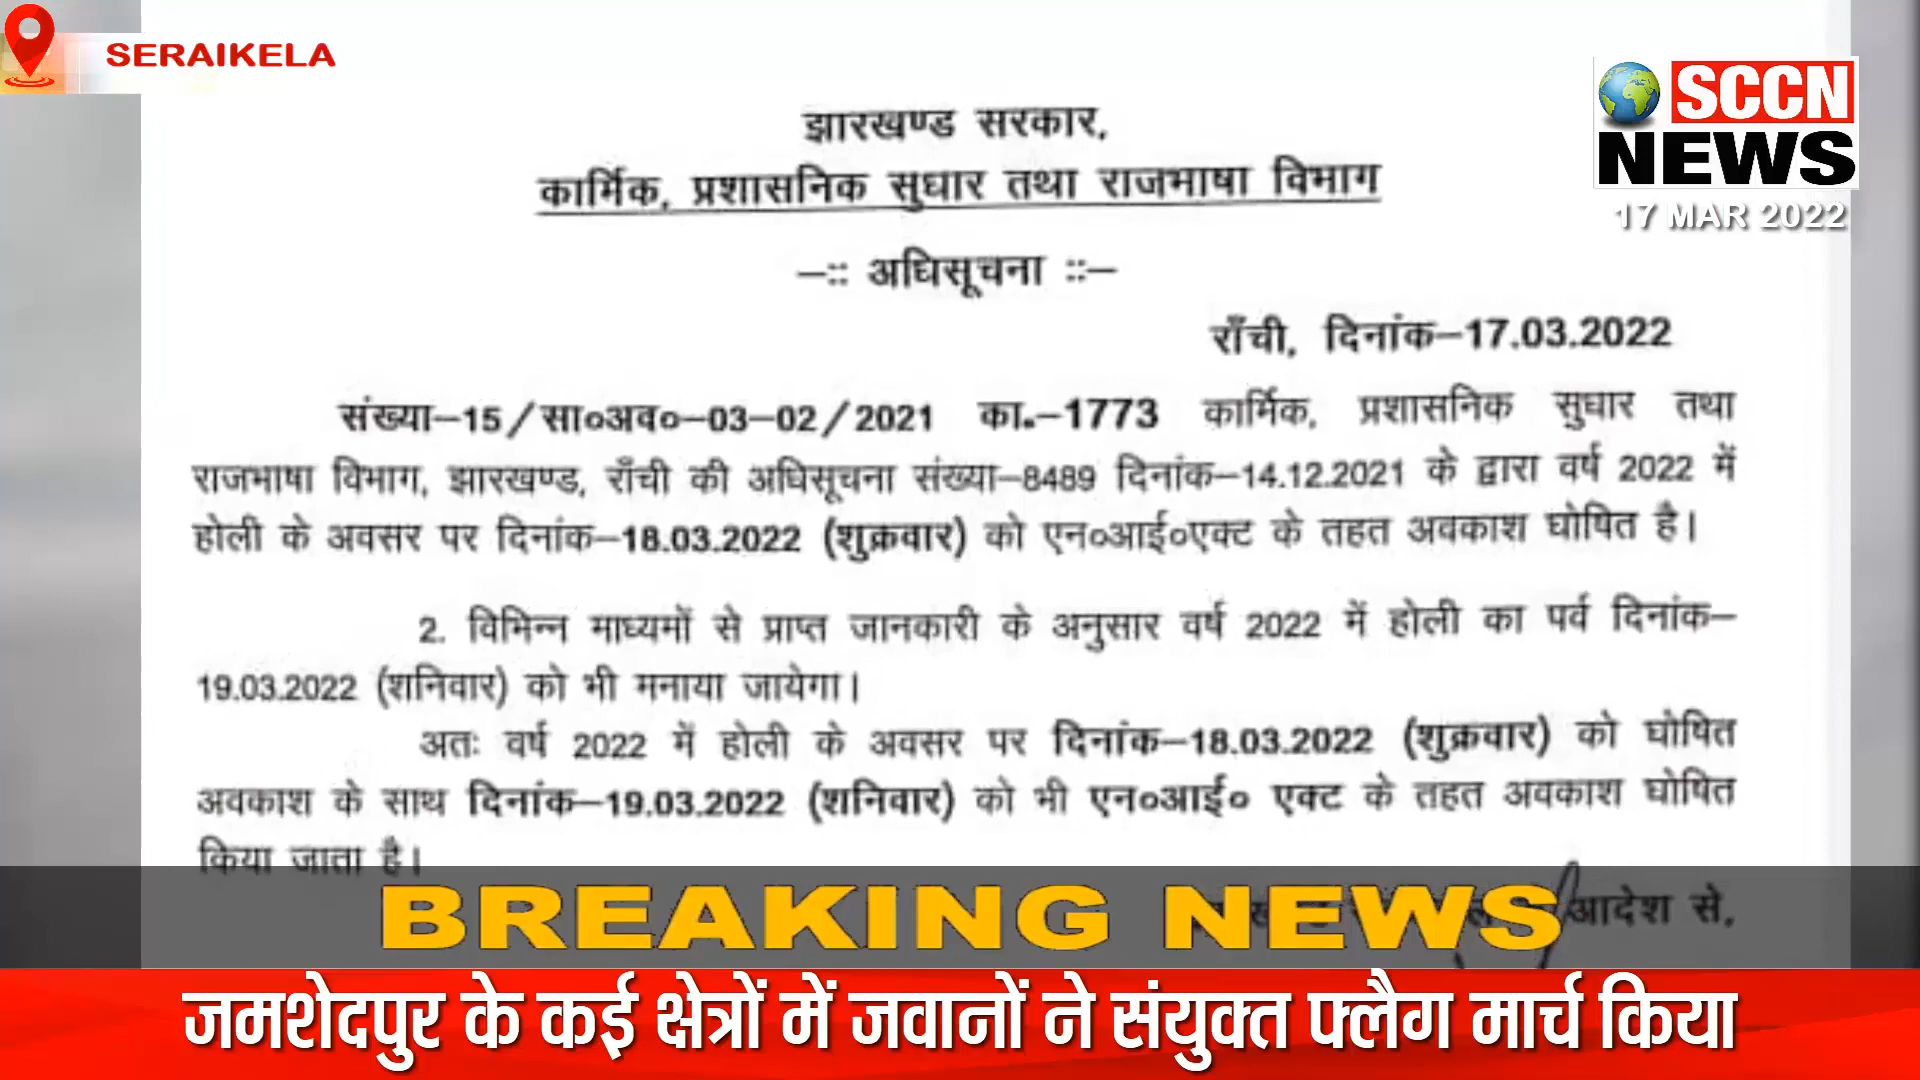 SERAIKELA
SCCN
NEWS
17 MAR 2022
झारखण्ड सरकार,
कार्मिक, प्रशासनिक सुधार तथा राजभाषा विभाग
–:: अधिसूचना ::–
राँची, दिनांक–17.03.2022
संख्या–15/सा०अव०–03–02/2021 का.–1773 कार्मिक, प्रशासनिक सुधार तथा
राजभाषा विभाग, झारखण्ड, राँची की अधिसूचना संख्या–8489 दिनांक–14.12.2021 के द्वारा वर्ष 2022 में
होली के अवसर पर दिनांक–18.03.2022 (शुक्रवार) को एन०आई०एक्ट के तहत अवकाश घोषित है।
2. विभिन्न माध्यमों से प्राप्त जानकारी के अनुसार वर्ष 2022 में होली का पर्व दिनांक–
19.03.2022 (शनिवार) को भी मनाया जायेगा।
अतः वर्ष 2022 में होली के अवसर पर दिनांक–18.03.2022 (शुक्रवार) को घोषित
अवकाश के साथ दिनांक–19.03.2022 (शनिवार) को भी एन०आई० एक्ट के तहत अवकाश घोषित
किया जाता है।
आदेश से,
BREAKING NEWS
जमशेदपुर के कई क्षेत्रों में जवानों ने संयुक्त फ्लैग मार्च किया